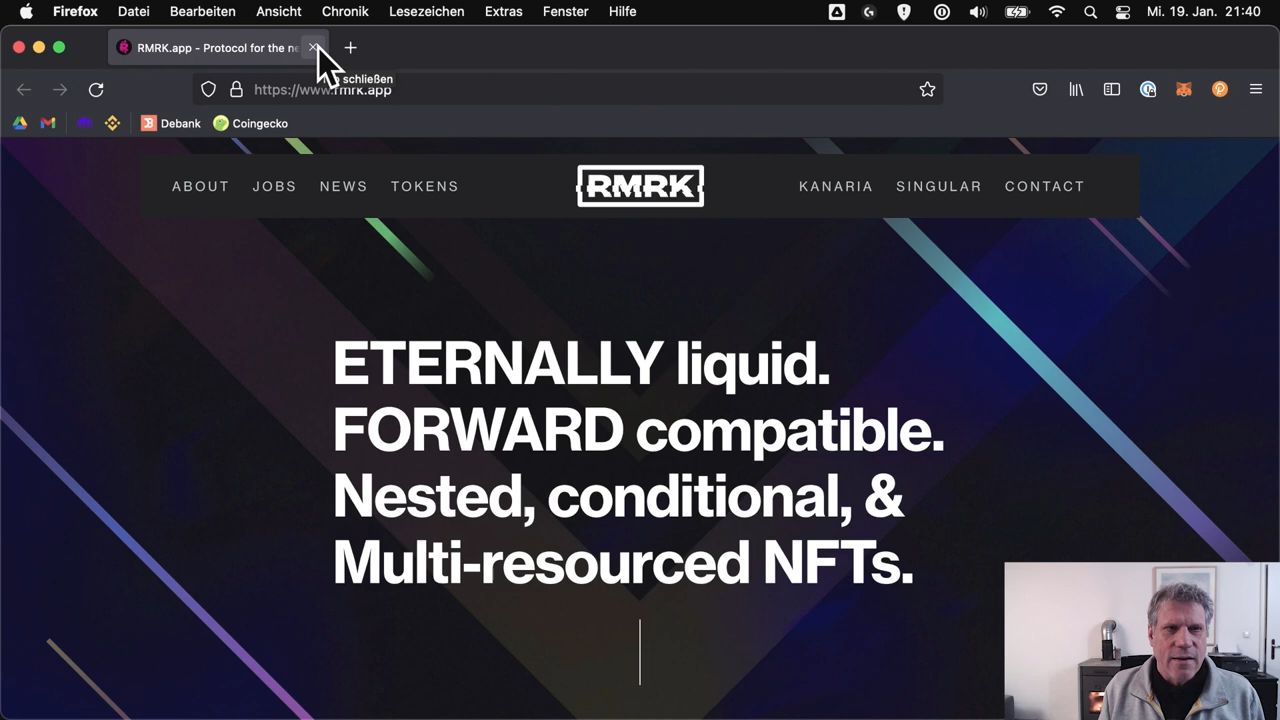 Firefox Datei Bearbeiten Ansicht Chronik Lesezeichen Extras Fenster Hilfe Mi. 19. Jan. 21:40
RMRK.app - Protocol for the ne
schließen
https://www.rmrk.app
Debank Coingecko
ABOUT JOBS NEWS TOKENS RMRK KANARIA SINGULAR CONTACT
ETERNALLY liquid.
FORWARD compatible.
Nested, conditional, &
Multi-resourced NFTs.